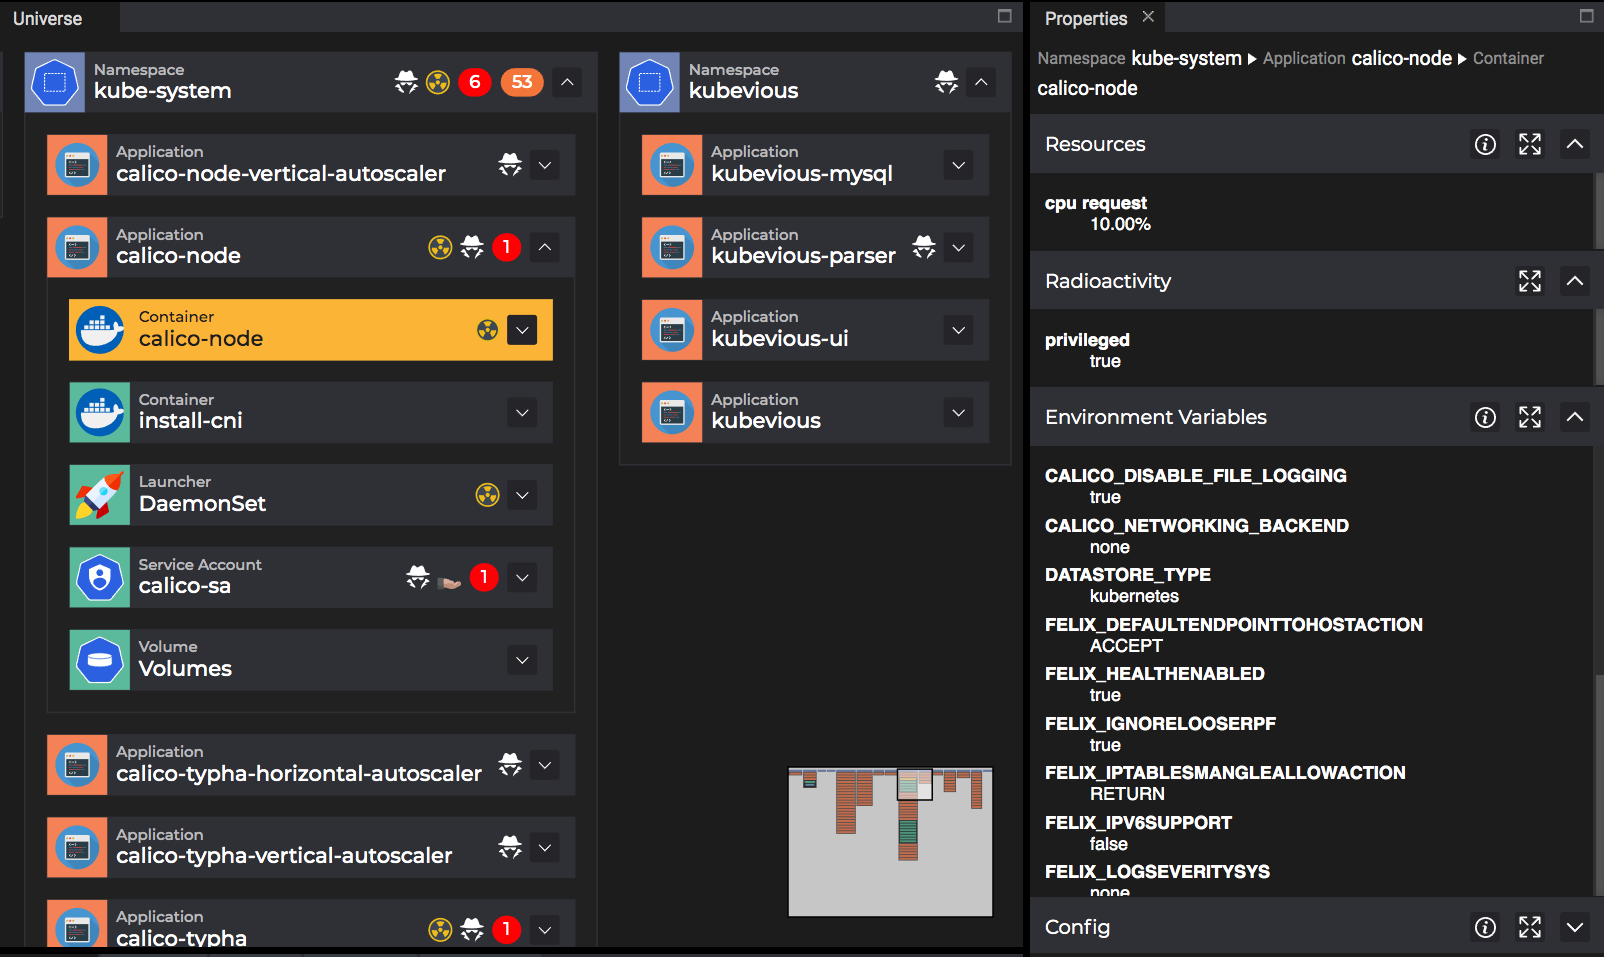 Universe
Namespace
kube-system
6
53
Application
calico-node-vertical-autoscaler
Application
calico-node
1
Container
calico-node
Container
install-cni
Launcher
DaemonSet
Service Account
calico-sa
1
Volume
Volumes
Application
calico-typha-horizontal-autoscaler
Application
calico-typha-vertical-autoscaler
Application
calico-typha
1
Namespace
kubevious
Application
kubevious-mysql
Application
kubevious-parser
Application
kubevious-ui
Application
kubevious
Properties
Namespace kube-system Application calico-node Container
calico-node
Resources
cpu request
10.00%
Radioactivity
privileged
true
Environment Variables
CALICO_DISABLE_FILE_LOGGING
true
CALICO_NETWORKING_BACKEND
none
DATASTORE_TYPE
kubernetes
FELIX_DEFAULTENDPOINTTOHOSTACTION
ACCEPT
FELIX_HEALTHENABLED
true
FELIX_IGNORELOOSERPF
true
FELIX_IPTABLESMANGLEALLOWACTION
RETURN
FELIX_IPV6SUPPORT
false
FELIX_LOGSEVERITYSYS
none
Config